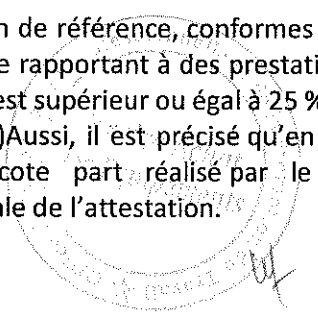 n de référence, conformes
e rapportant à des prestati
est supérieur ou égal à 25 %
)Aussi, il est précisé qu'en
cote part réalisé par le
ale de l'attestation.